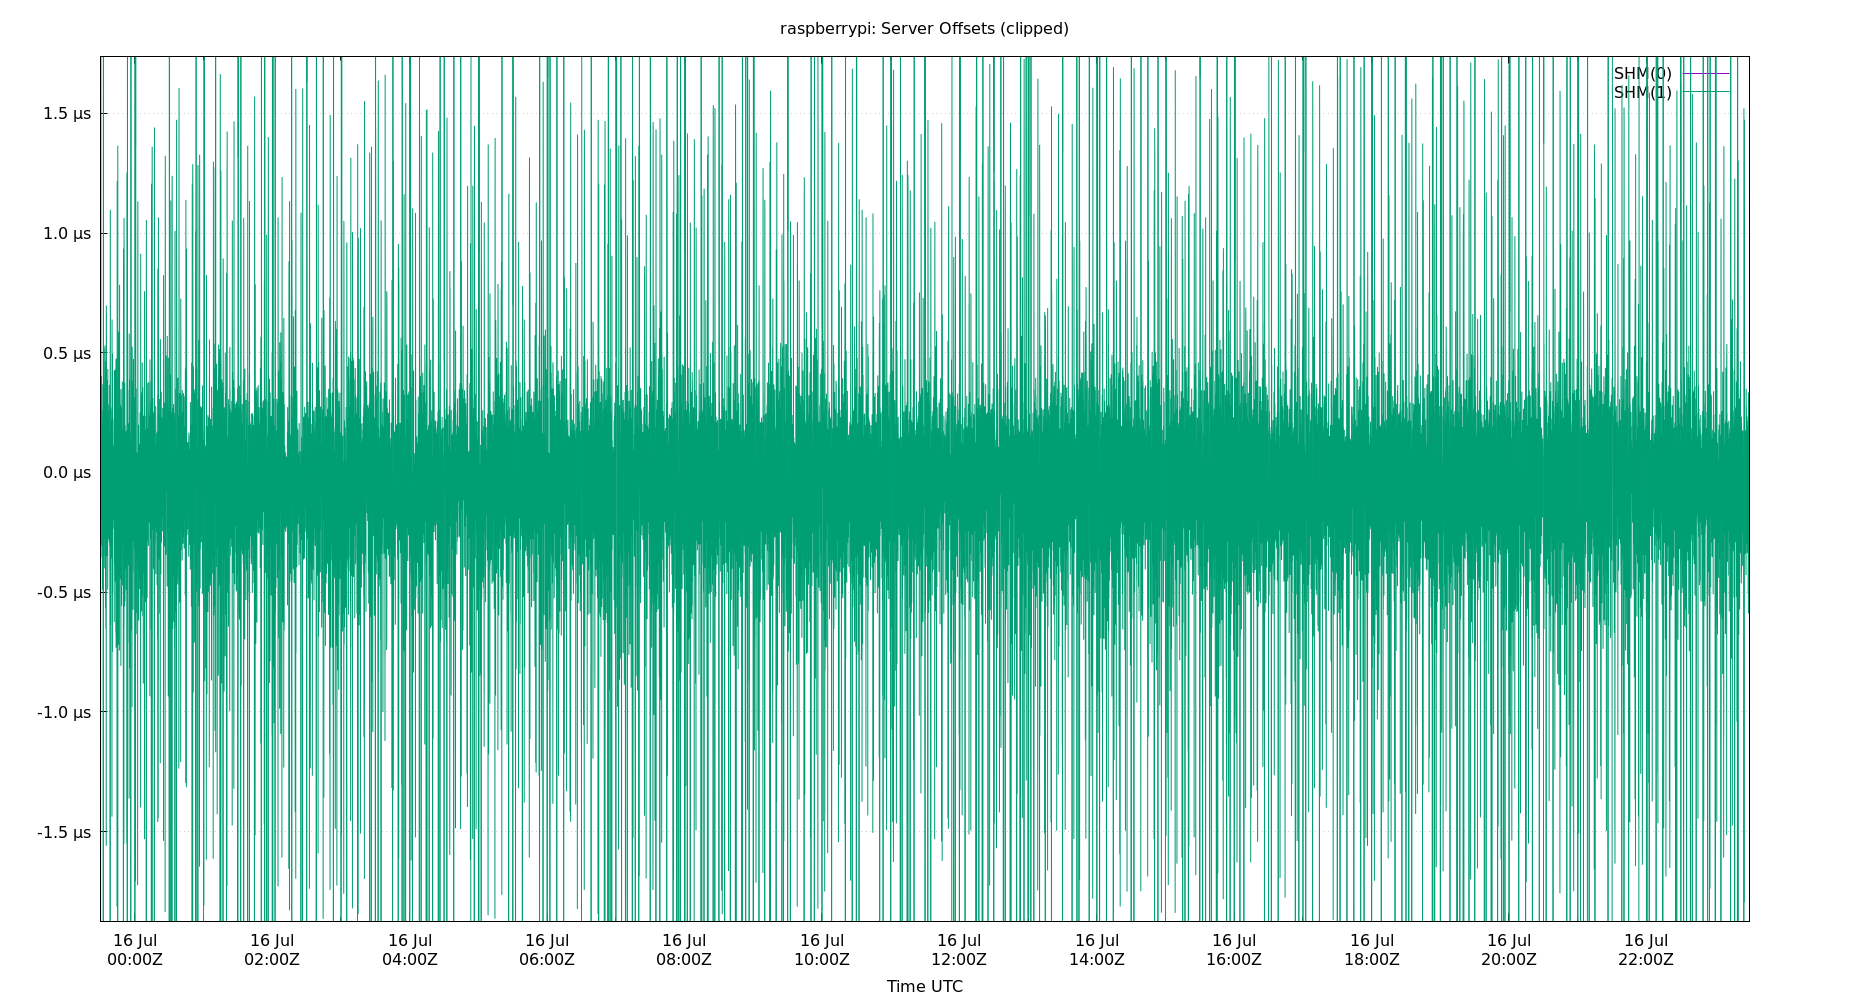 raspberrypi: Server Offsets (clipped)
SHM(0)
SHM(1)
1.5 µs
1.0 µs
0.5 µs
0.0 µs
-0.5 µs
-1.0 µs
-1.5 µs
16 Jul 16 Jul 16 Jul 16 Jul 16 Jul 16 Jul 16 Jul 16 Jul 16 Jul 16 Jul 16 Jul 16 Jul
00:00Z 02:00Z 04:00Z 06:00Z 08:00Z 10:00Z 12:00Z 14:00Z 16:00Z 18:00Z 20:00Z 22:00Z
Time UTC